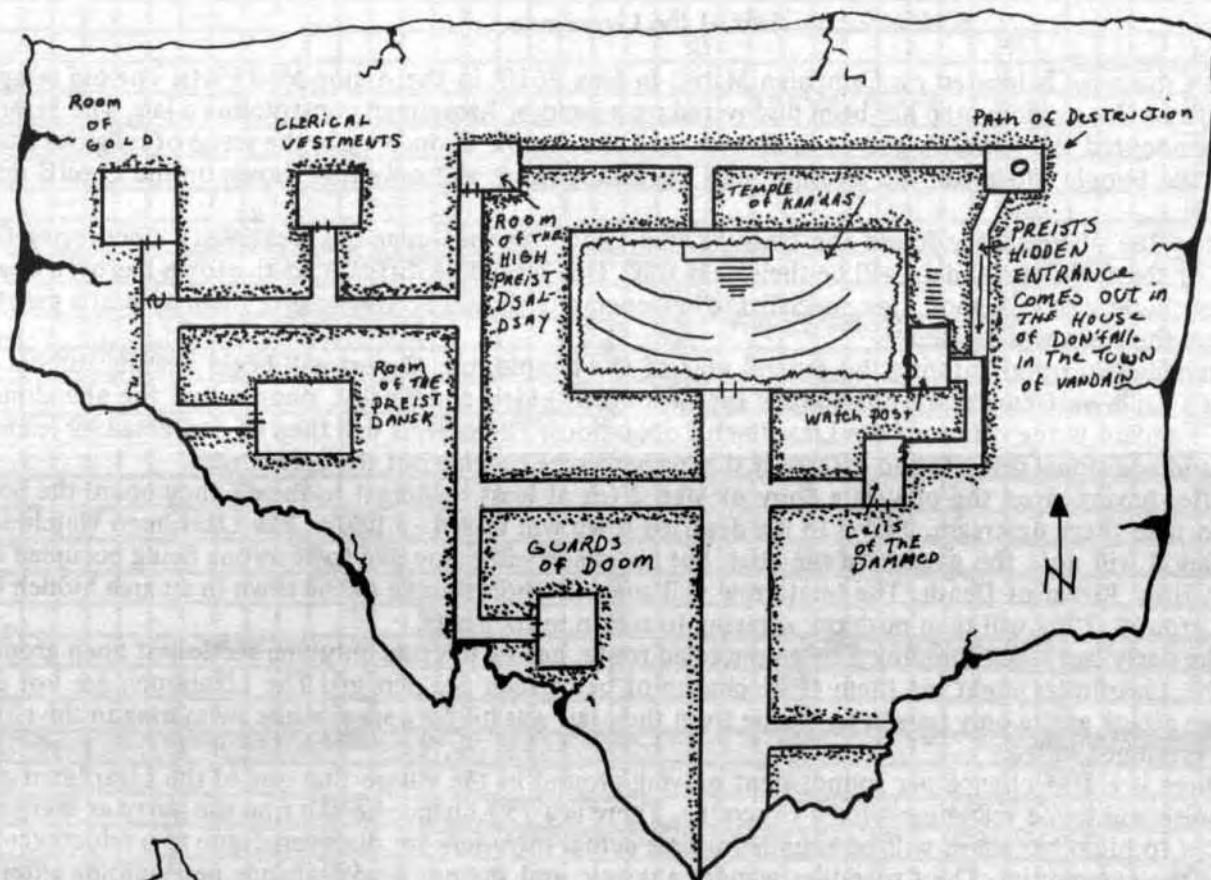 ROOM
OF
GOLD
CLERICAL
VESTMENTS
PATH OF DESTRUCTION
TEMPLE
OF KAA'DAS
ROOM
OF THE
HIGH
PREIST
DSAL-
DSAY
PREISTS
HIDDEN
ENTRANCE
COMES OUT in
THE HOUSE
OF DON'FALL-
IN THE TOWN
OF VANDAIN
ROOM
OF THE
PREIST
DANSK
S
WATCH POST
CELLS
OF THE
DAMMED
GUARDS
OF DOOM
N